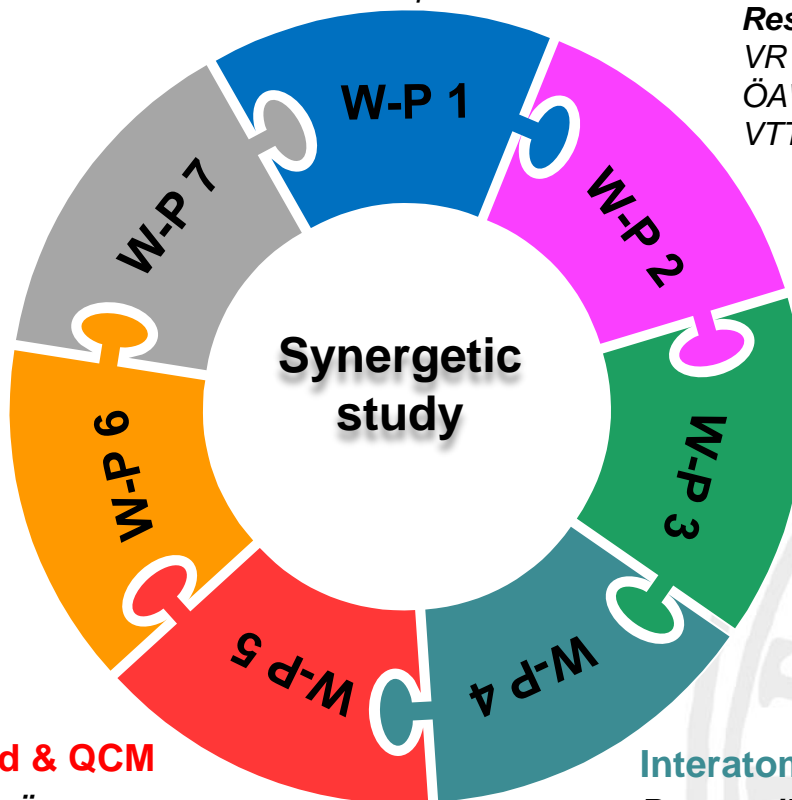 Res
VR
ÖAV
VTT
W-P 1
W-P 2
W-P 3
W-P 4
W-P 5
W-P 6
W-P 7
Synergetic
study
d & QCM
Interaton